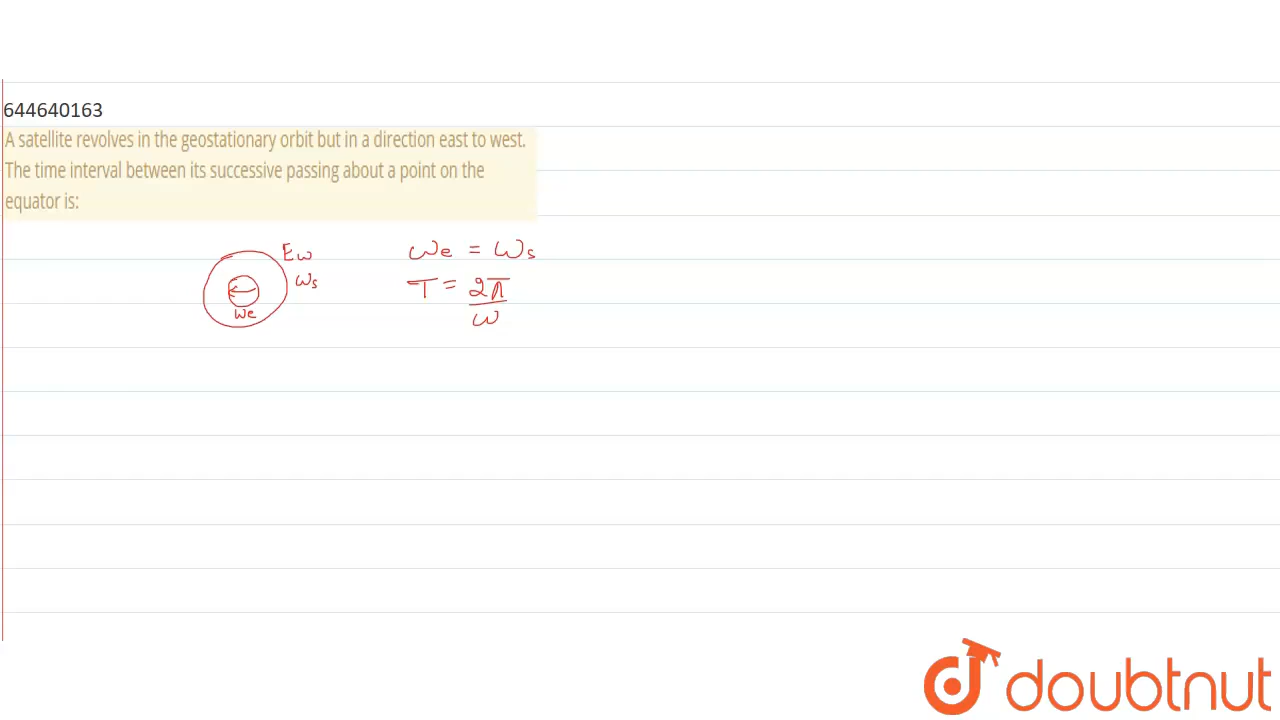 644640163
A satellite revolves in the geostationary orbit but in a direction east to west.
The time interval between its successive passing about a point on the
equator is:
Ew
ωs
ωe
ωe = ωs
T = 2π
ω
doubtnut